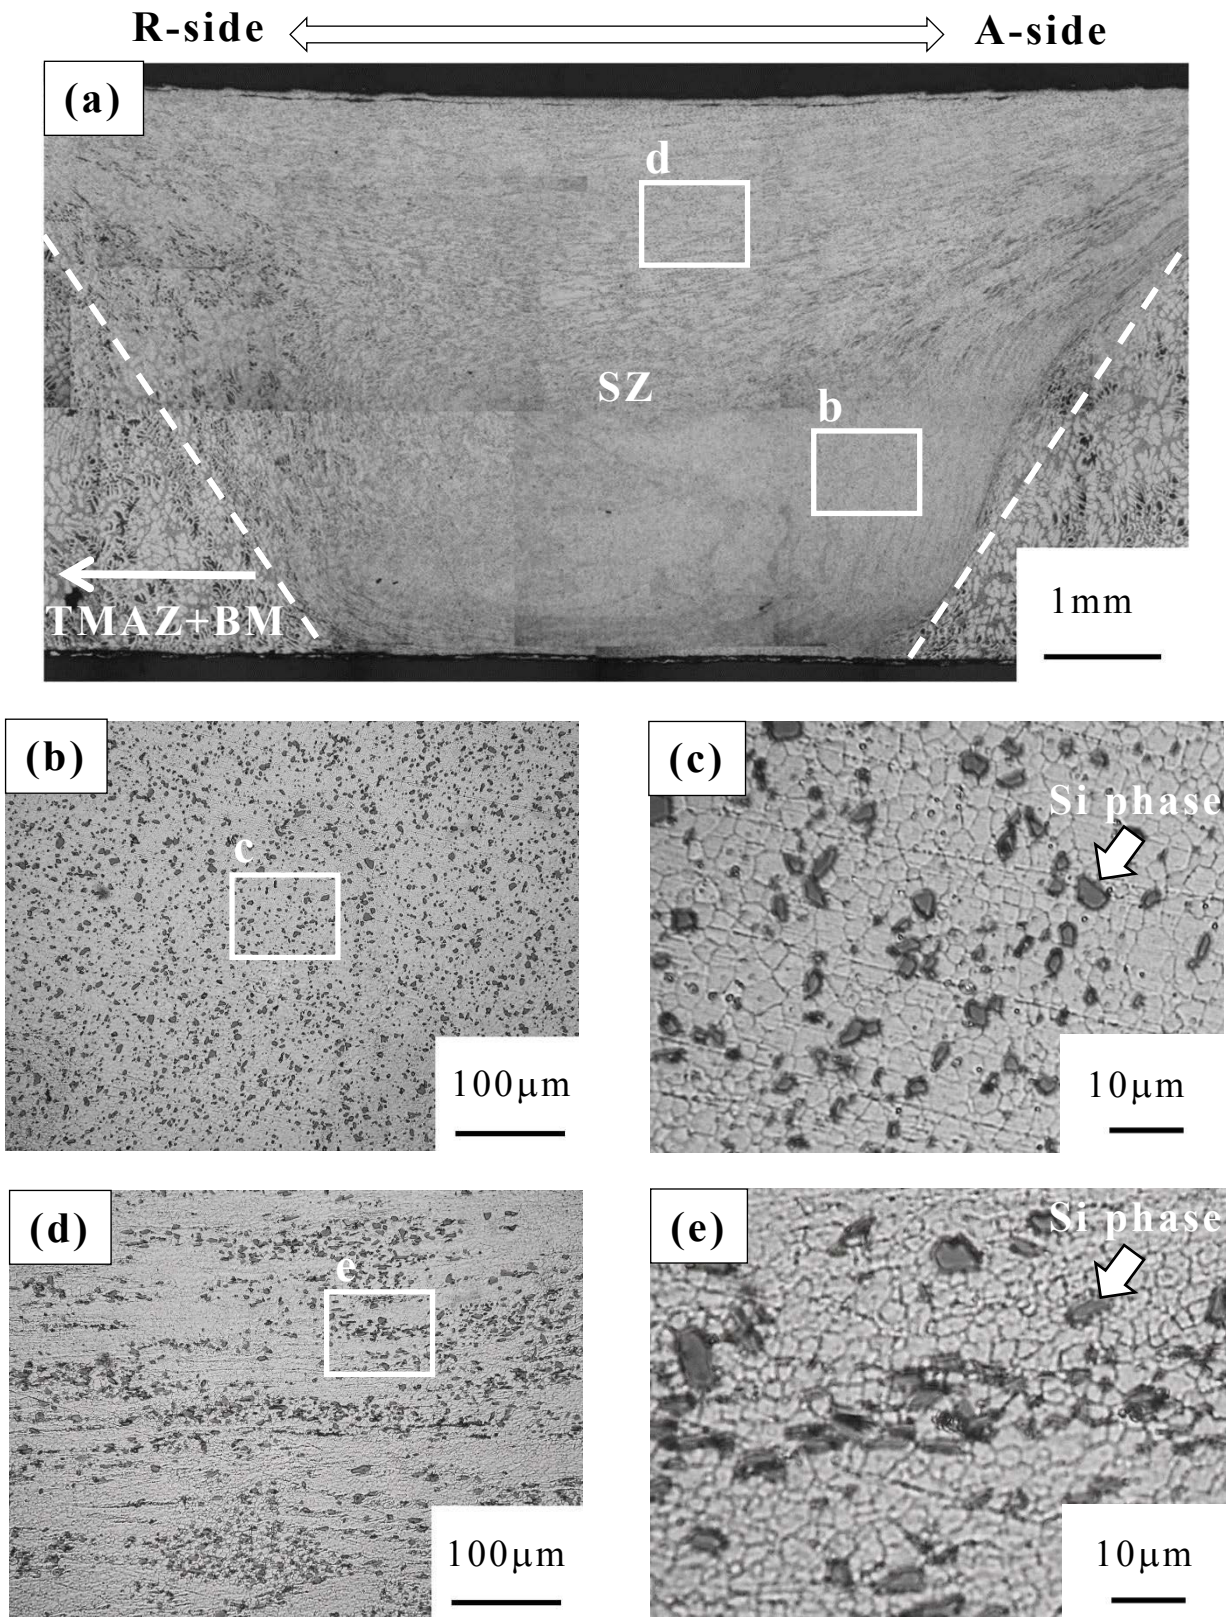 R-side A-side
(a)
d
SZ
b
TMAZ+BM
1mm
(b)
c
100μm
(c)
Si phase
10μm
(d)
e
100μm
(e)
Si phase
10μm